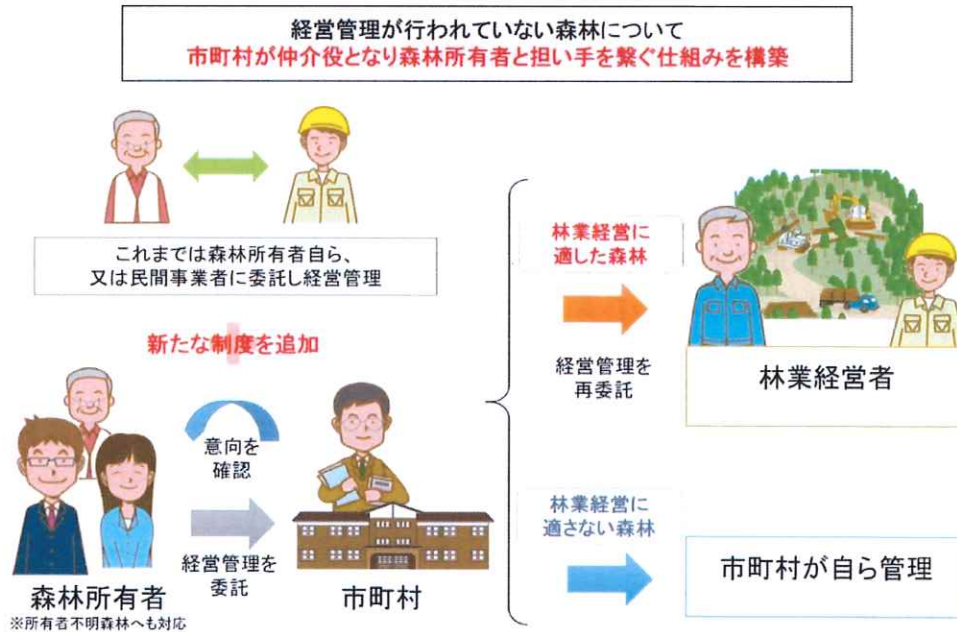 経営管理が行われていない森林について
市町村が仲介役となり森林所有者と担い手を繋ぐ仕組みを構築
これまでは森林所有者自ら、
又は民間事業者に委託し経営管理
新たな制度を追加
意向を
確認
経営管理を
委託
森林所有者
※所有者不明森林へも対応
市町村
林業経営に
適した森林
経営管理を
再委託
林業経営者
林業経営に
適さない森林
市町村が自ら管理